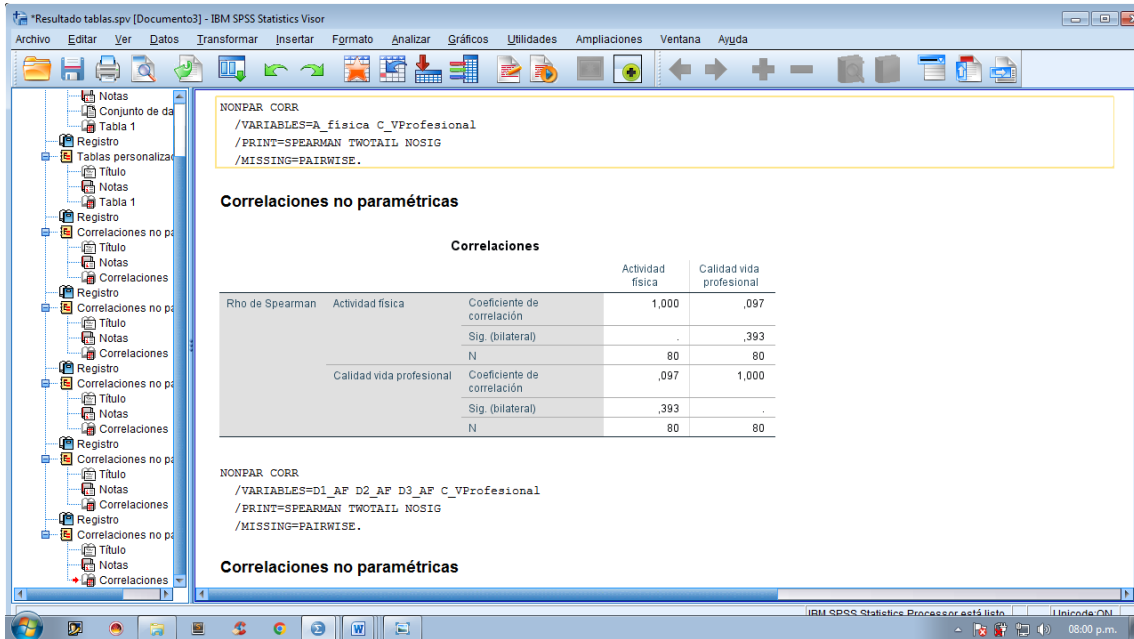 *Resultado tablas.spv [Documento3] - IBM SPSS Statistics Visor
Archivo Editar Ver Datos Transformar Insertar Formato Analizar Gráficos Utilidades Ampliaciones Ventana Ayuda
Notas
Conjunto de da
Tabla 1
Registro
Tablas personalizad
Título
Notas
Tabla 1
Registro
Correlaciones no pa
Título
Notas
Correlaciones
Registro
Correlaciones no pa
Título
Notas
Correlaciones
Registro
Correlaciones no pa
Título
Notas
Correlaciones
Registro
Correlaciones no pa
Título
Notas
Correlaciones
Registro
Correlaciones no pa
Título
Notas
Correlaciones
NONPAR CORR
/VARIABLES=A_física C_VProfesional
/PRINT=SPEARMAN TWOTAIL NOSIG
/MISSING=PAIRWISE.
Correlaciones no paramétricas
Correlaciones
Actividad física Calidad vida profesional
Rho de Spearman Actividad física Coeficiente de correlación 1,000 ,097
Sig. (bilateral) . ,393
N 80 80
Calidad vida profesional Coeficiente de correlación ,097 1,000
Sig. (bilateral) ,393 .
N 80 80
NONPAR CORR
/VARIABLES=D1_AF D2_AF D3_AF C_VProfesional
/PRINT=SPEARMAN TWOTAIL NOSIG
/MISSING=PAIRWISE.
Correlaciones no paramétricas
IBM SPSS Statistics Processor está listo Unicode:ON
08:00 p.m.